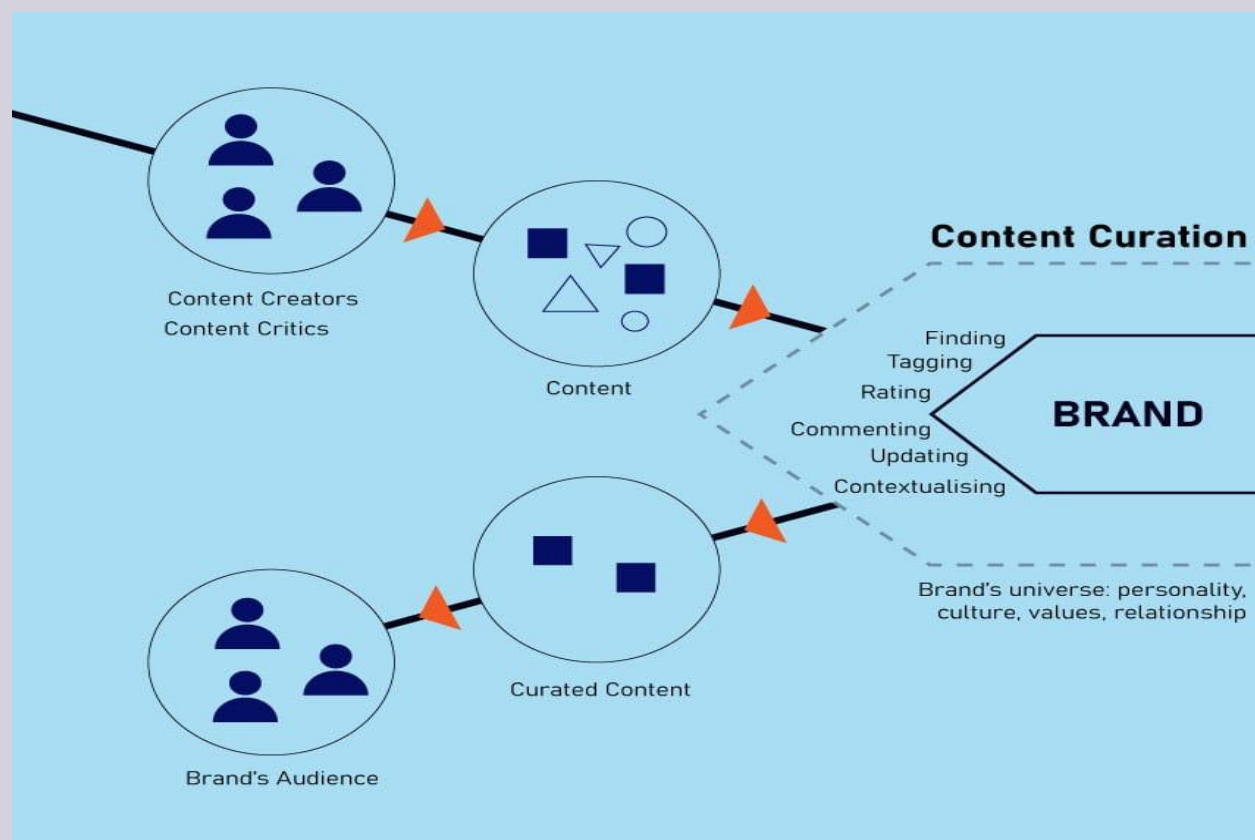 Content Creators
Content Critics
Content
Content Curation
Finding
Tagging
Rating
Commenting
Updating
Contextualising
BRAND
Brand's universe: personality,
culture, values, relationship
Curated Content
Brand's Audience